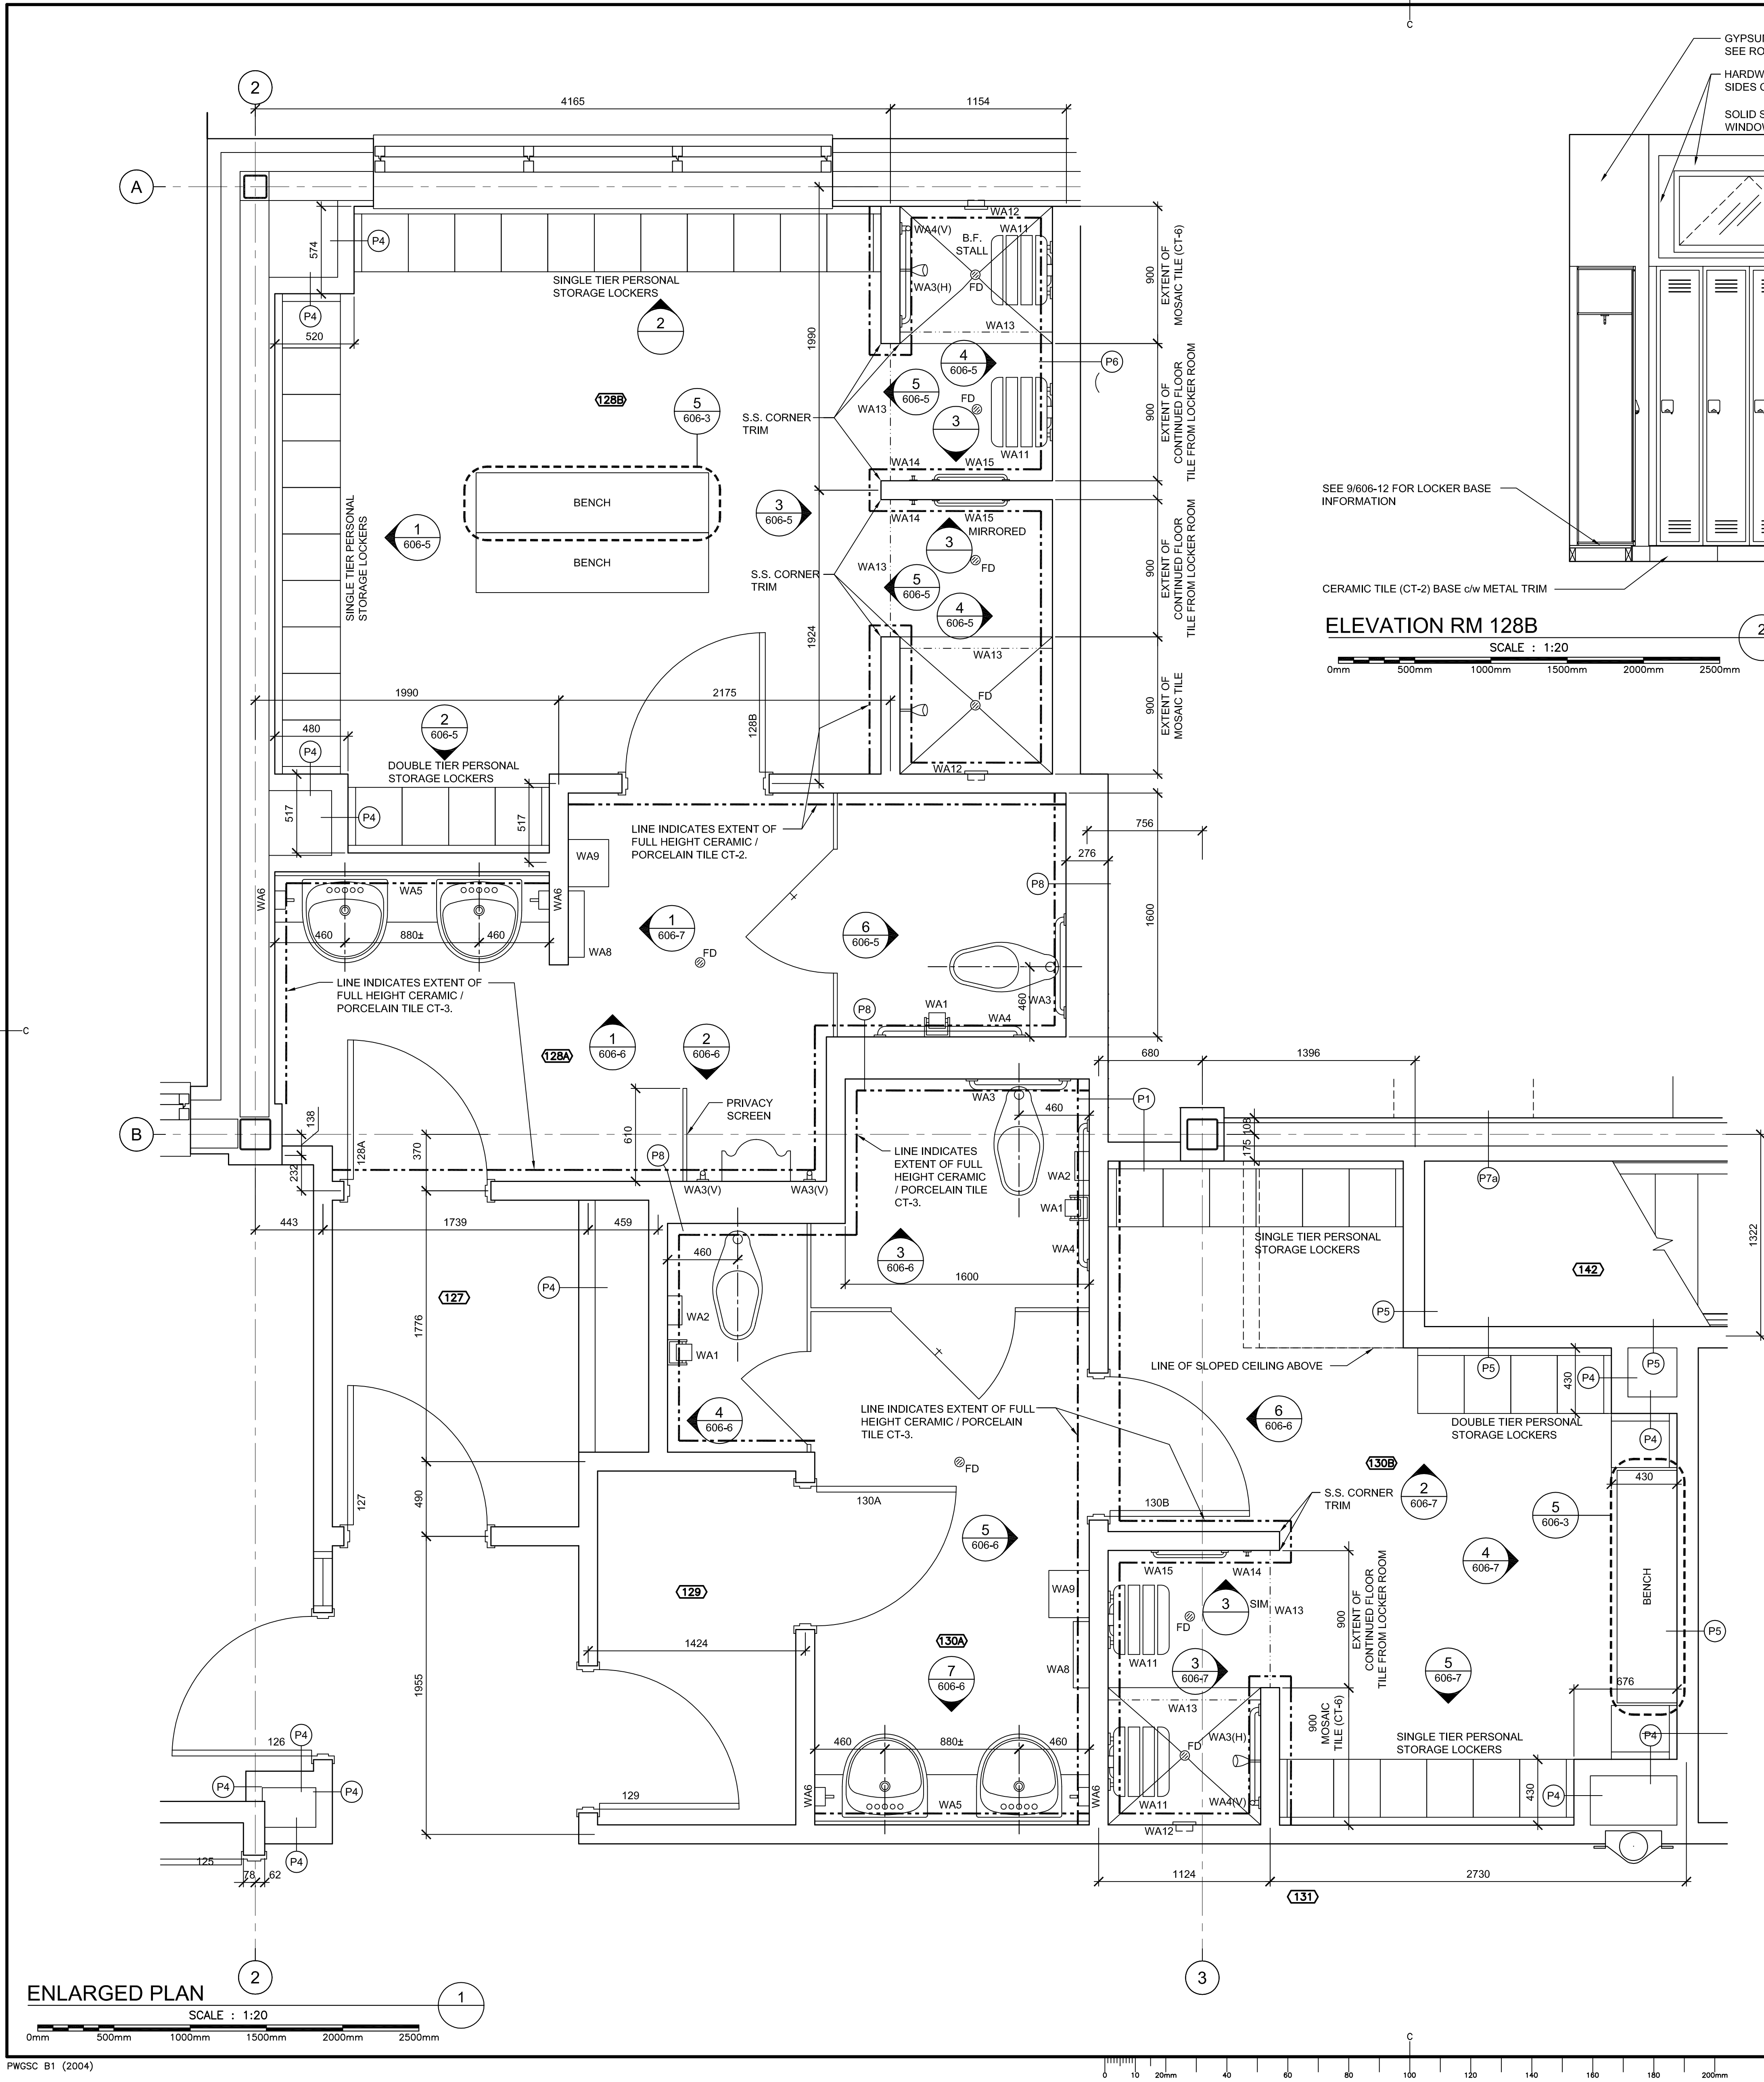 C
GYPSU
SEE RO
HARDW
SIDES O
SOLID S
WINDOW
2
4165
1154
A
574
P4
SINGLE TIER PERSONAL
STORAGE LOCKERS
P4
520
2
WA12
WA4(V)
WA11
B.F.
STALL
WA3(H)
FD
WA13
900
EXTENT OF
MOSAIC TILE (CT-6)
1990
4
606-5
P6
5
606-5
FD
128B
5
606-3
S.S. CORNER
TRIM
WA13
3
WA11
900
EXTENT OF
CONTINUED FLOOR
TILE FROM LOCKER ROOM
WA14
WA15
BENCH
3
606-5
1
606-5
SINGLE TIER PERSONAL
STORAGE LOCKERS
WA14
WA15
MIRRORED
3
FD
BENCH
S.S. CORNER
TRIM
WA13
5
606-5
4
606-5
900
EXTENT OF
CONTINUED FLOOR
TILE FROM LOCKER ROOM
1924
WA13
SEE 9/606-12 FOR LOCKER BASE
INFORMATION
CERAMIC TILE (CT-2) BASE c/w METAL TRIM
ELEVATION RM 128B
2
SCALE : 1:20
0mm
500mm
1000mm
1500mm
2000mm
2500mm
1990
2175
FD
900
EXTENT OF
MOSAIC TILE
480
2
606-5
128B
P4
DOUBLE TIER PERSONAL
STORAGE LOCKERS
WA12
517
P4
517
LINE INDICATES EXTENT OF
FULL HEIGHT CERAMIC /
PORCELAIN TILE CT-2.
756
276
WA9
P8
WA6
WA5
WA6
1
606-7
6
606-5
1600
460
880±
460
WA8
FD
LINE INDICATES EXTENT OF
FULL HEIGHT CERAMIC /
PORCELAIN TILE CT-3.
460
WA3
P8
WA1
WA4
C
1
606-6
2
606-6
128A
680
1396
PRIVACY
SCREEN
WA3
460
P1
B
138
232
128A
370
610
P8
LINE INDICATES
EXTENT OF FULL
HEIGHT CERAMIC
/ PORCELAIN TILE
CT-3.
175
108
WA2
WA3(V)
WA3(V)
WA1
P7a
443
1739
459
460
3
606-6
WA4
SINGLE TIER PERSONAL
STORAGE LOCKERS
1322
142
P4
1600
127
WA2
P5
1776
WA1
LINE OF SLOPED CEILING ABOVE
P5
P5
P4
430
4
606-6
LINE INDICATES EXTENT OF FULL
HEIGHT CERAMIC / PORCELAIN
TILE CT-3.
6
606-6
DOUBLE TIER PERSONAL
STORAGE LOCKERS
P4
FD
130B
430
127
490
130A
130B
S.S. CORNER
TRIM
2
606-7
5
606-3
5
606-6
4
606-7
WA15
WA14
129
WA9
3
SIM
WA13
FD
900
EXTENT OF
CONTINUED FLOOR
TILE FROM LOCKER ROOM
BENCH
P5
1424
130A
7
606-6
WA8
WA11
3
606-7
5
606-7
1955
676
WA13
900
MOSAIC
TILE (CT-6)
126
P4
460
880±
460
WA3(H)
FD
SINGLE TIER PERSONAL
STORAGE LOCKERS
P4
P4
P4
129
WA6
WA5
WA6
WA11
WA4(V)
430
P4
WA12
125
P4
78
62
1124
2730
131
2
3
ENLARGED PLAN
1
SCALE : 1:20
0mm
500mm
1000mm
1500mm
2000mm
2500mm
C
PWGSC B1 (2004)
0
10
20mm
40
60
80
100
120
140
160
180
200mm